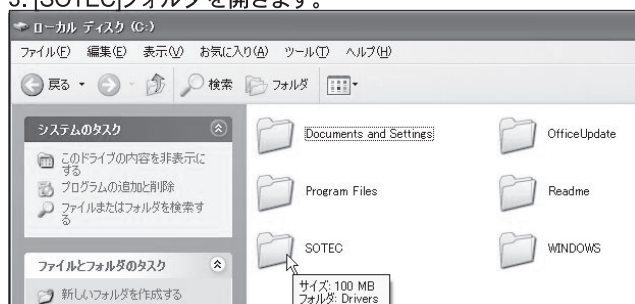 5. [SOTEC]フォルダ を開きます。
ローカル ディスク (C:)
ファイル(F) 編集(E) 表示(V) お気に入り(A) ツール(T) ヘルプ(H)
戻る 検索 フォルダ
システムのタスク
このドライブの内容を非表示に
する
プログラムの追加と削除
ファイルまたはフォルダを検索す
る
ファイルとフォルダのタスク
新しいフォルダを作成する
Documents and Settings
OfficeUpdate
Program Files
Readme
SOTEC
WINDOWS
サイズ: 100 MB
フォルダ: Drivers